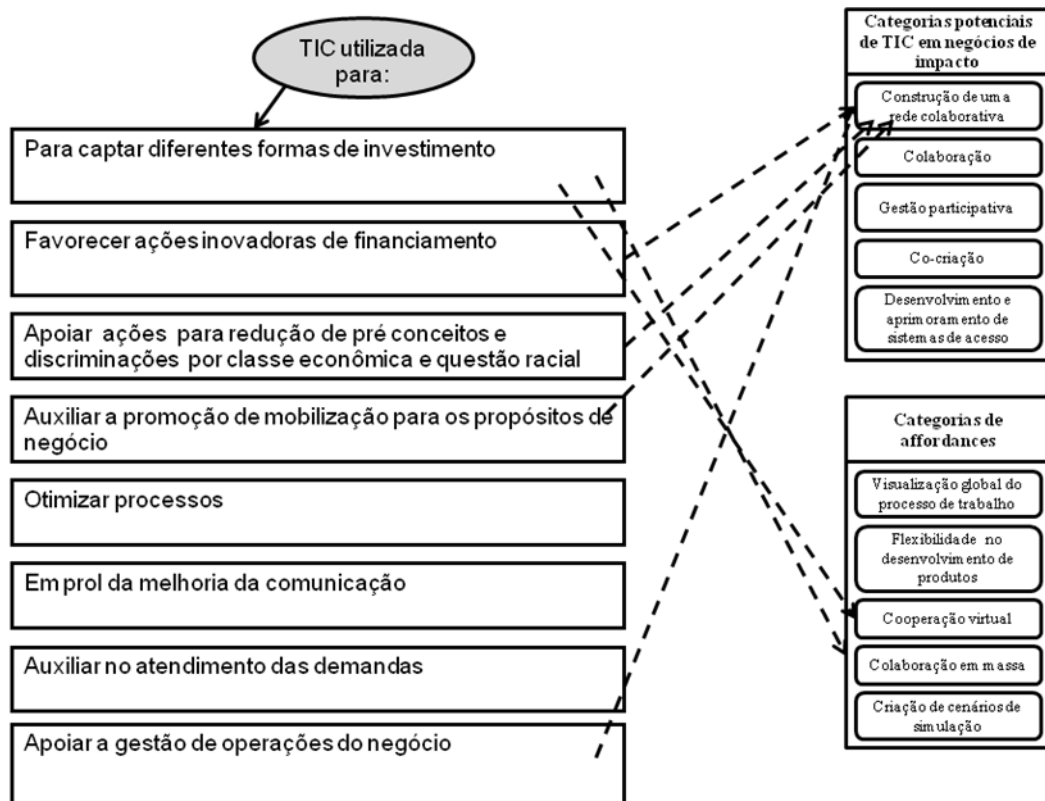 TIC utilizada
para:
Para captar diferentes formas de investimento
Favorecer ações inovadoras de financiamento
Apoiar ações para redução de pré conceitos e
discriminações por classe econômica e questão racial
Auxiliar a promoção de mobilização para os propósitos de
negócio
Otimizar processos
Em prol da melhoria da comunicação
Auxiliar no atendimento das demandas
Apoiar a gestão de operações do negócio
Categorias potenciais
de TIC em negócios de
impacto
Construção de uma
rede colaborativa
Colaboração
Gestão participativa
Co-criação
Desenvolvimento e
aprimoramento de
sistemas de acesso
Categorias de
affordances
Visualização global do
processo de trabalho
Flexibilidade no
desenvolvimento de
produtos
Cooperação virtual
Colaboração em massa
Criação de cenários de
simulação